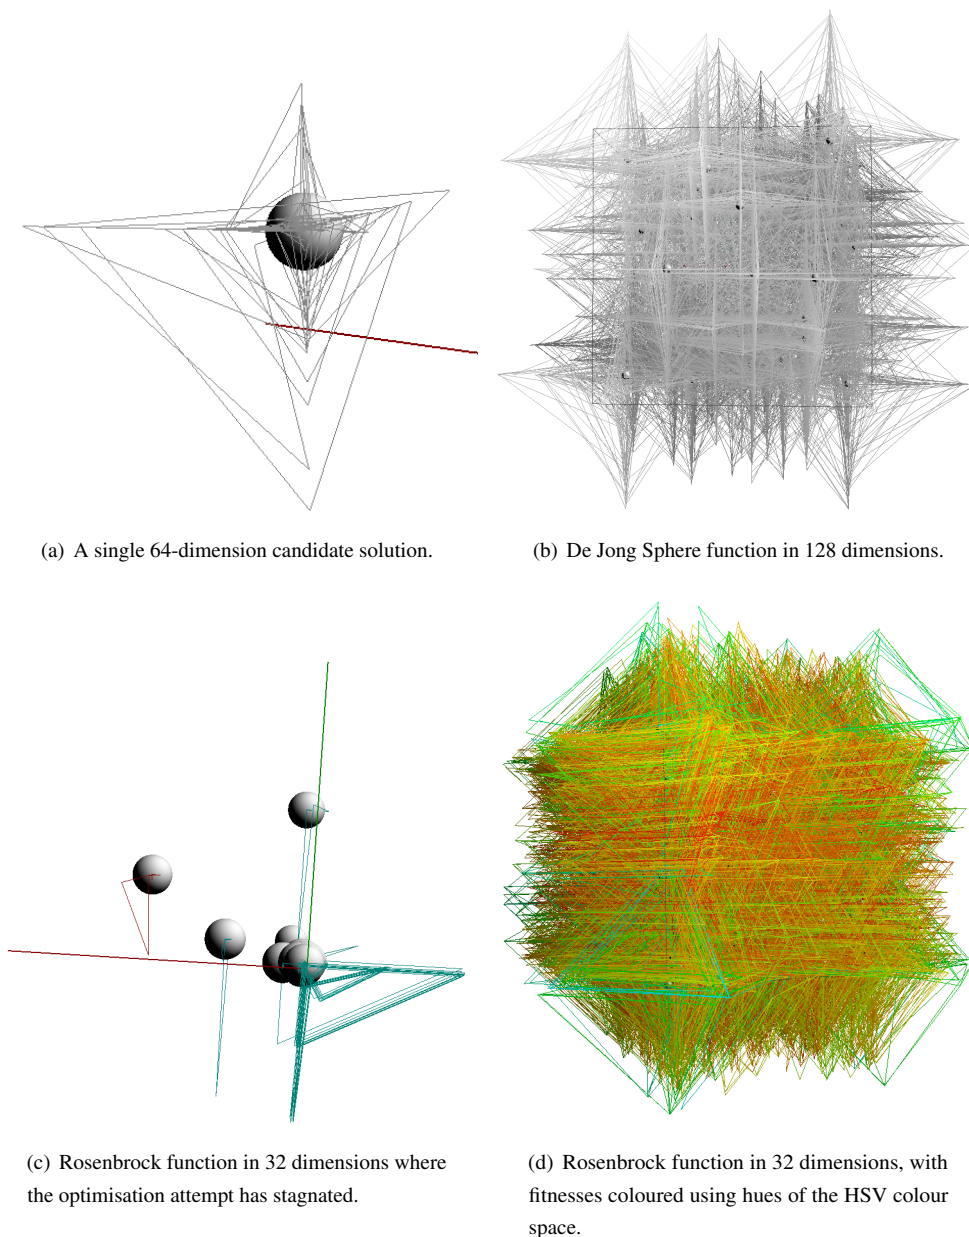 (a) A single 64-dimension candidate solution.
(b) De Jong Sphere function in 128 dimensions.
(c) Rosenbrock function in 32 dimensions where
the optimisation attempt has stagnated.
(d) Rosenbrock function in 32 dimensions, with
fitnesses coloured using hues of the HSV colour
space.